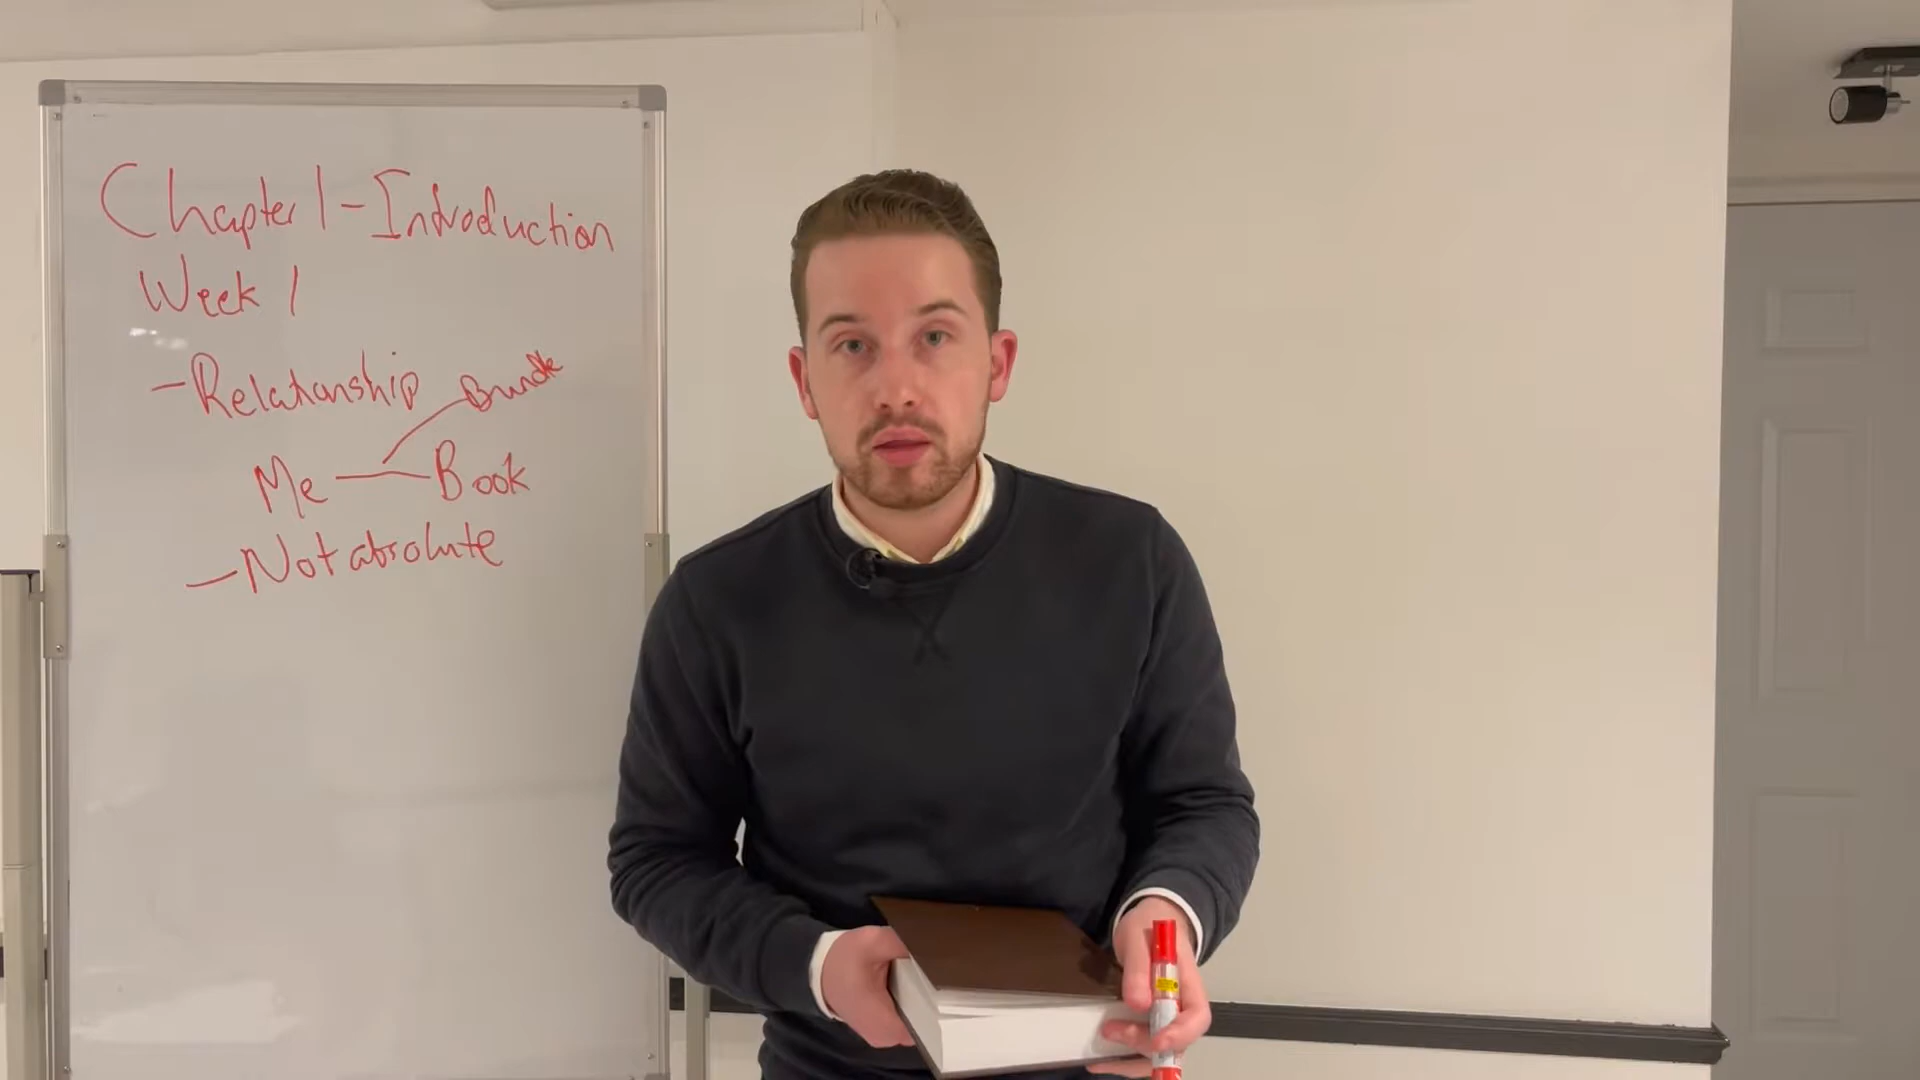 Chapter 1 - Introduction
Week 1
- Relationship
Bundle
Me — Book
- Not absolute